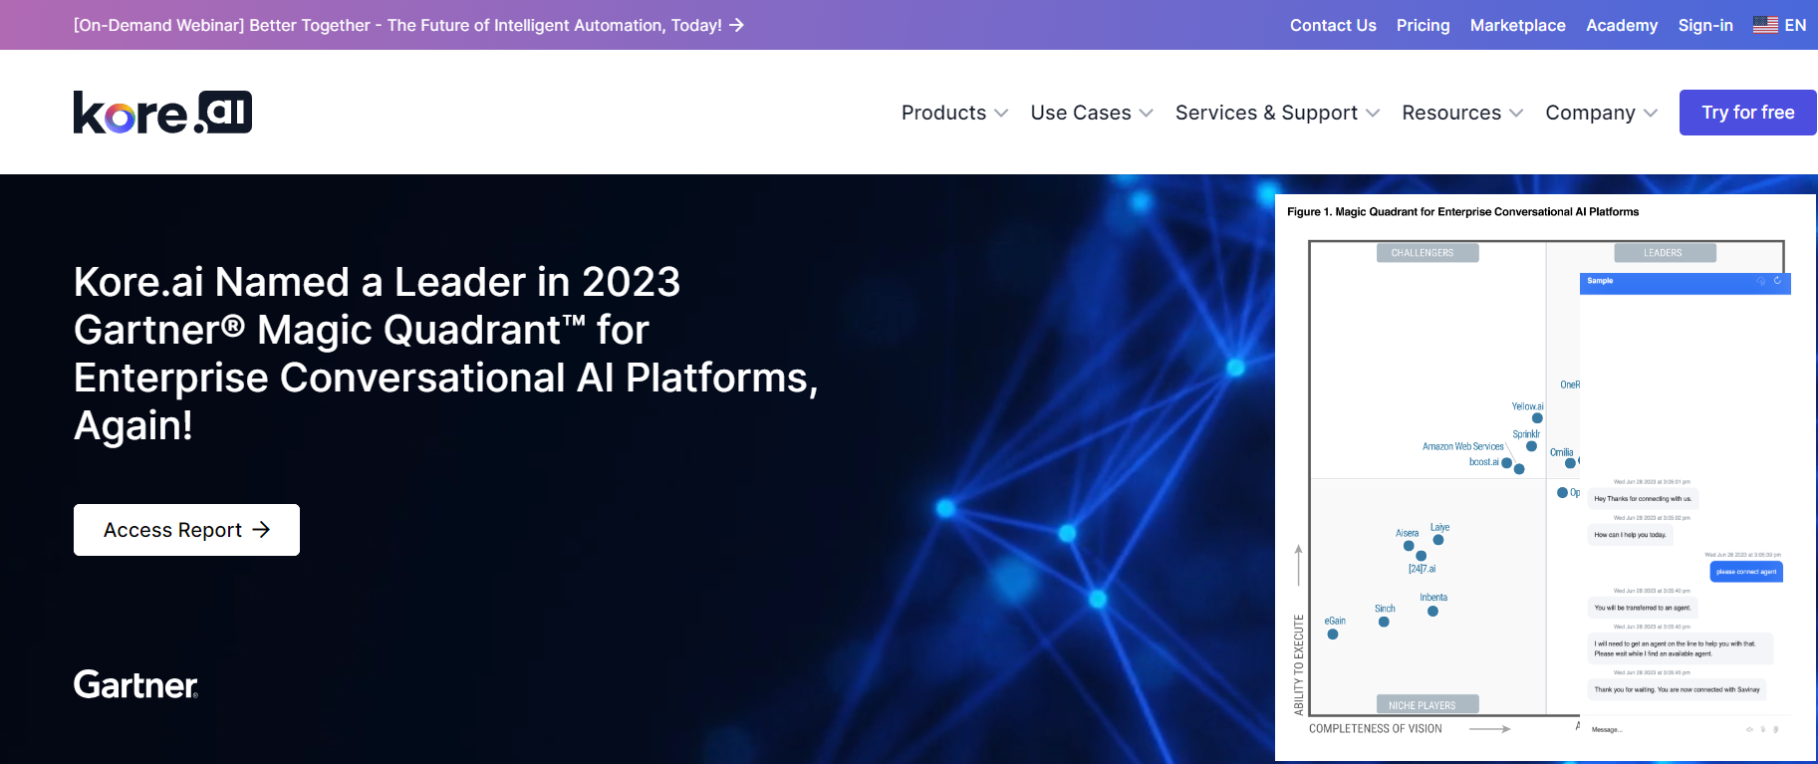 [On-Demand Webinar] Better Together - The Future of Intelligent Automation, Today! →
Contact Us Pricing Marketplace Academy Sign-in EN
kore.ai
Products Use Cases Services & Support Resources Company Try for free
Kore.ai Named a Leader in 2023
Gartner® Magic Quadrant™ for
Enterprise Conversational AI Platforms,
Again!
Access Report →
Gartner®
Figure 1. Magic Quadrant for Enterprise Conversational AI Platforms
CHALLENGERS
LEADERS
OneR
Yellow.ai
Sprinklr
Amazon Web Services
boost.ai
Omilia
Op
Aisera
Laiye
[24]7.ai
Inbenta
Sinch
eGain
ABILITY TO EXECUTE
NICHE PLAYERS
COMPLETENESS OF VISION
A
Sample
Wed Jun 28 2023 at 3:05:01 pm
Hey Thanks for connecting with us.
Wed Jun 28 2023 at 3:05:02 pm
How can I help you today.
Wed Jun 28 2023 at 3:05:39 pm
please connect agent
Wed Jun 28 2023 at 3:05:40 pm
You will be transferred to an agent.
Wed Jun 28 2023 at 3:05:40 pm
I will need to get an agent on the line to help you with that.
Please wait while I find an available agent.
Wed Jun 28 2023 at 3:05:45 pm
Thank you for waiting. You are now connected with Savinay
Message...